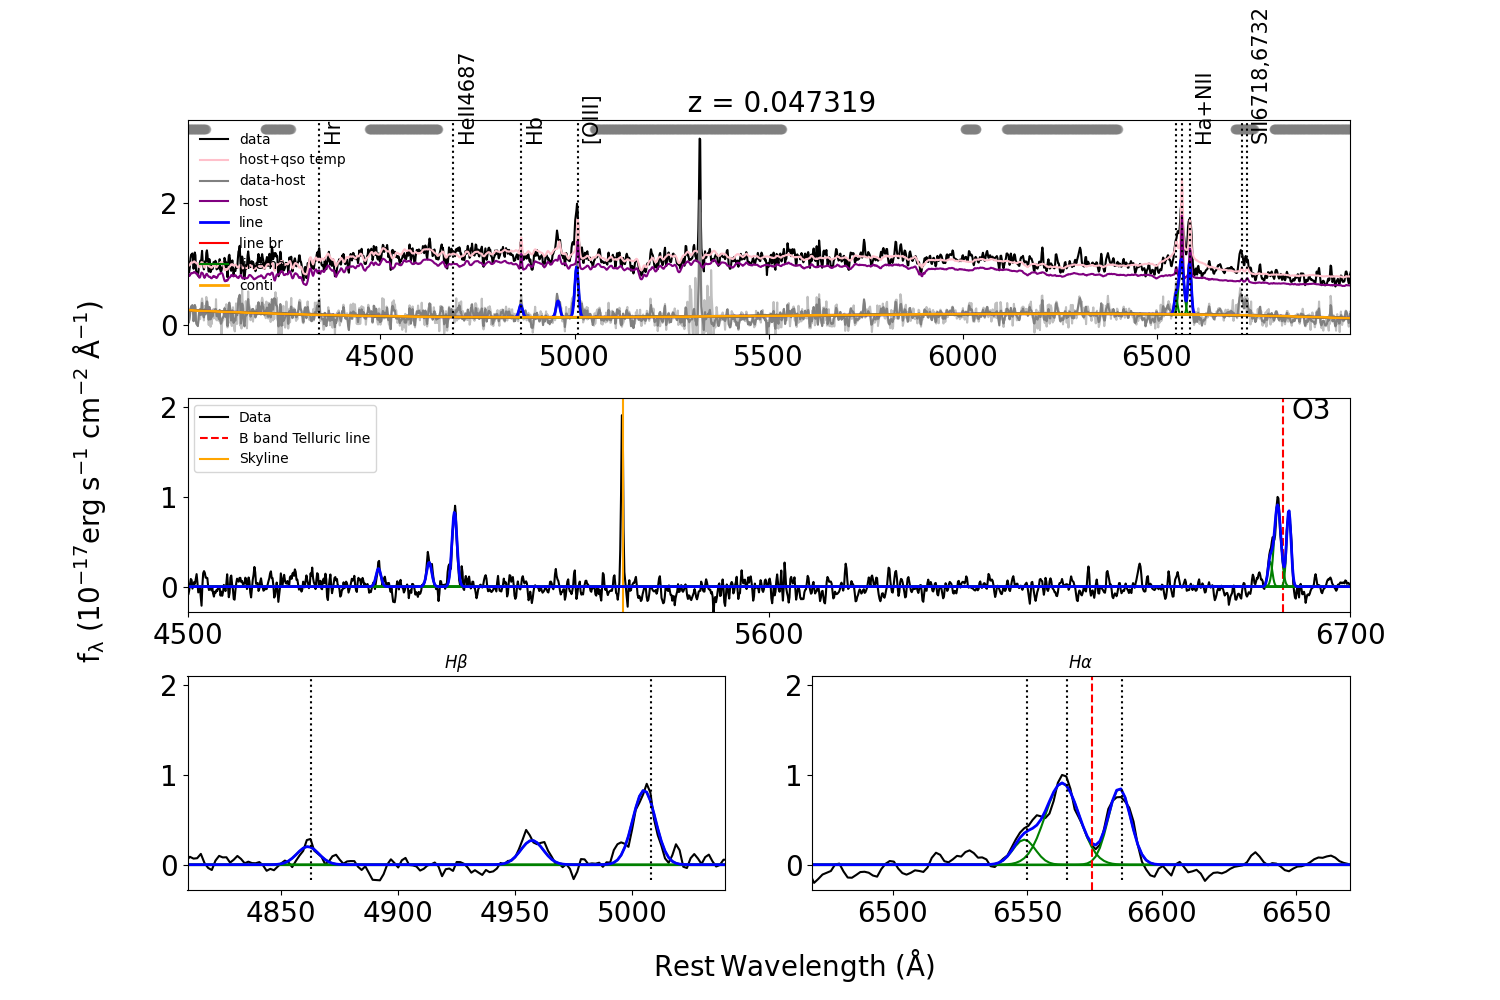 z = 0.047319
Hr
HeII4687
Hb
[OIII]
Ha+NII
SII6718,6732
data
host+qso temp
data-host
host
line
line br
conti
2
0
4500
5000
5500
6000
6500
fλ (10⁻¹⁷erg s⁻¹ cm⁻² Å⁻¹)
Data
B band Telluric line
Skyline
O3
2
1
0
4500
5600
6700
Hβ
2
1
0
4850
4900
4950
5000
Hα
2
1
0
6500
6550
6600
6650
Rest Wavelength (Å)